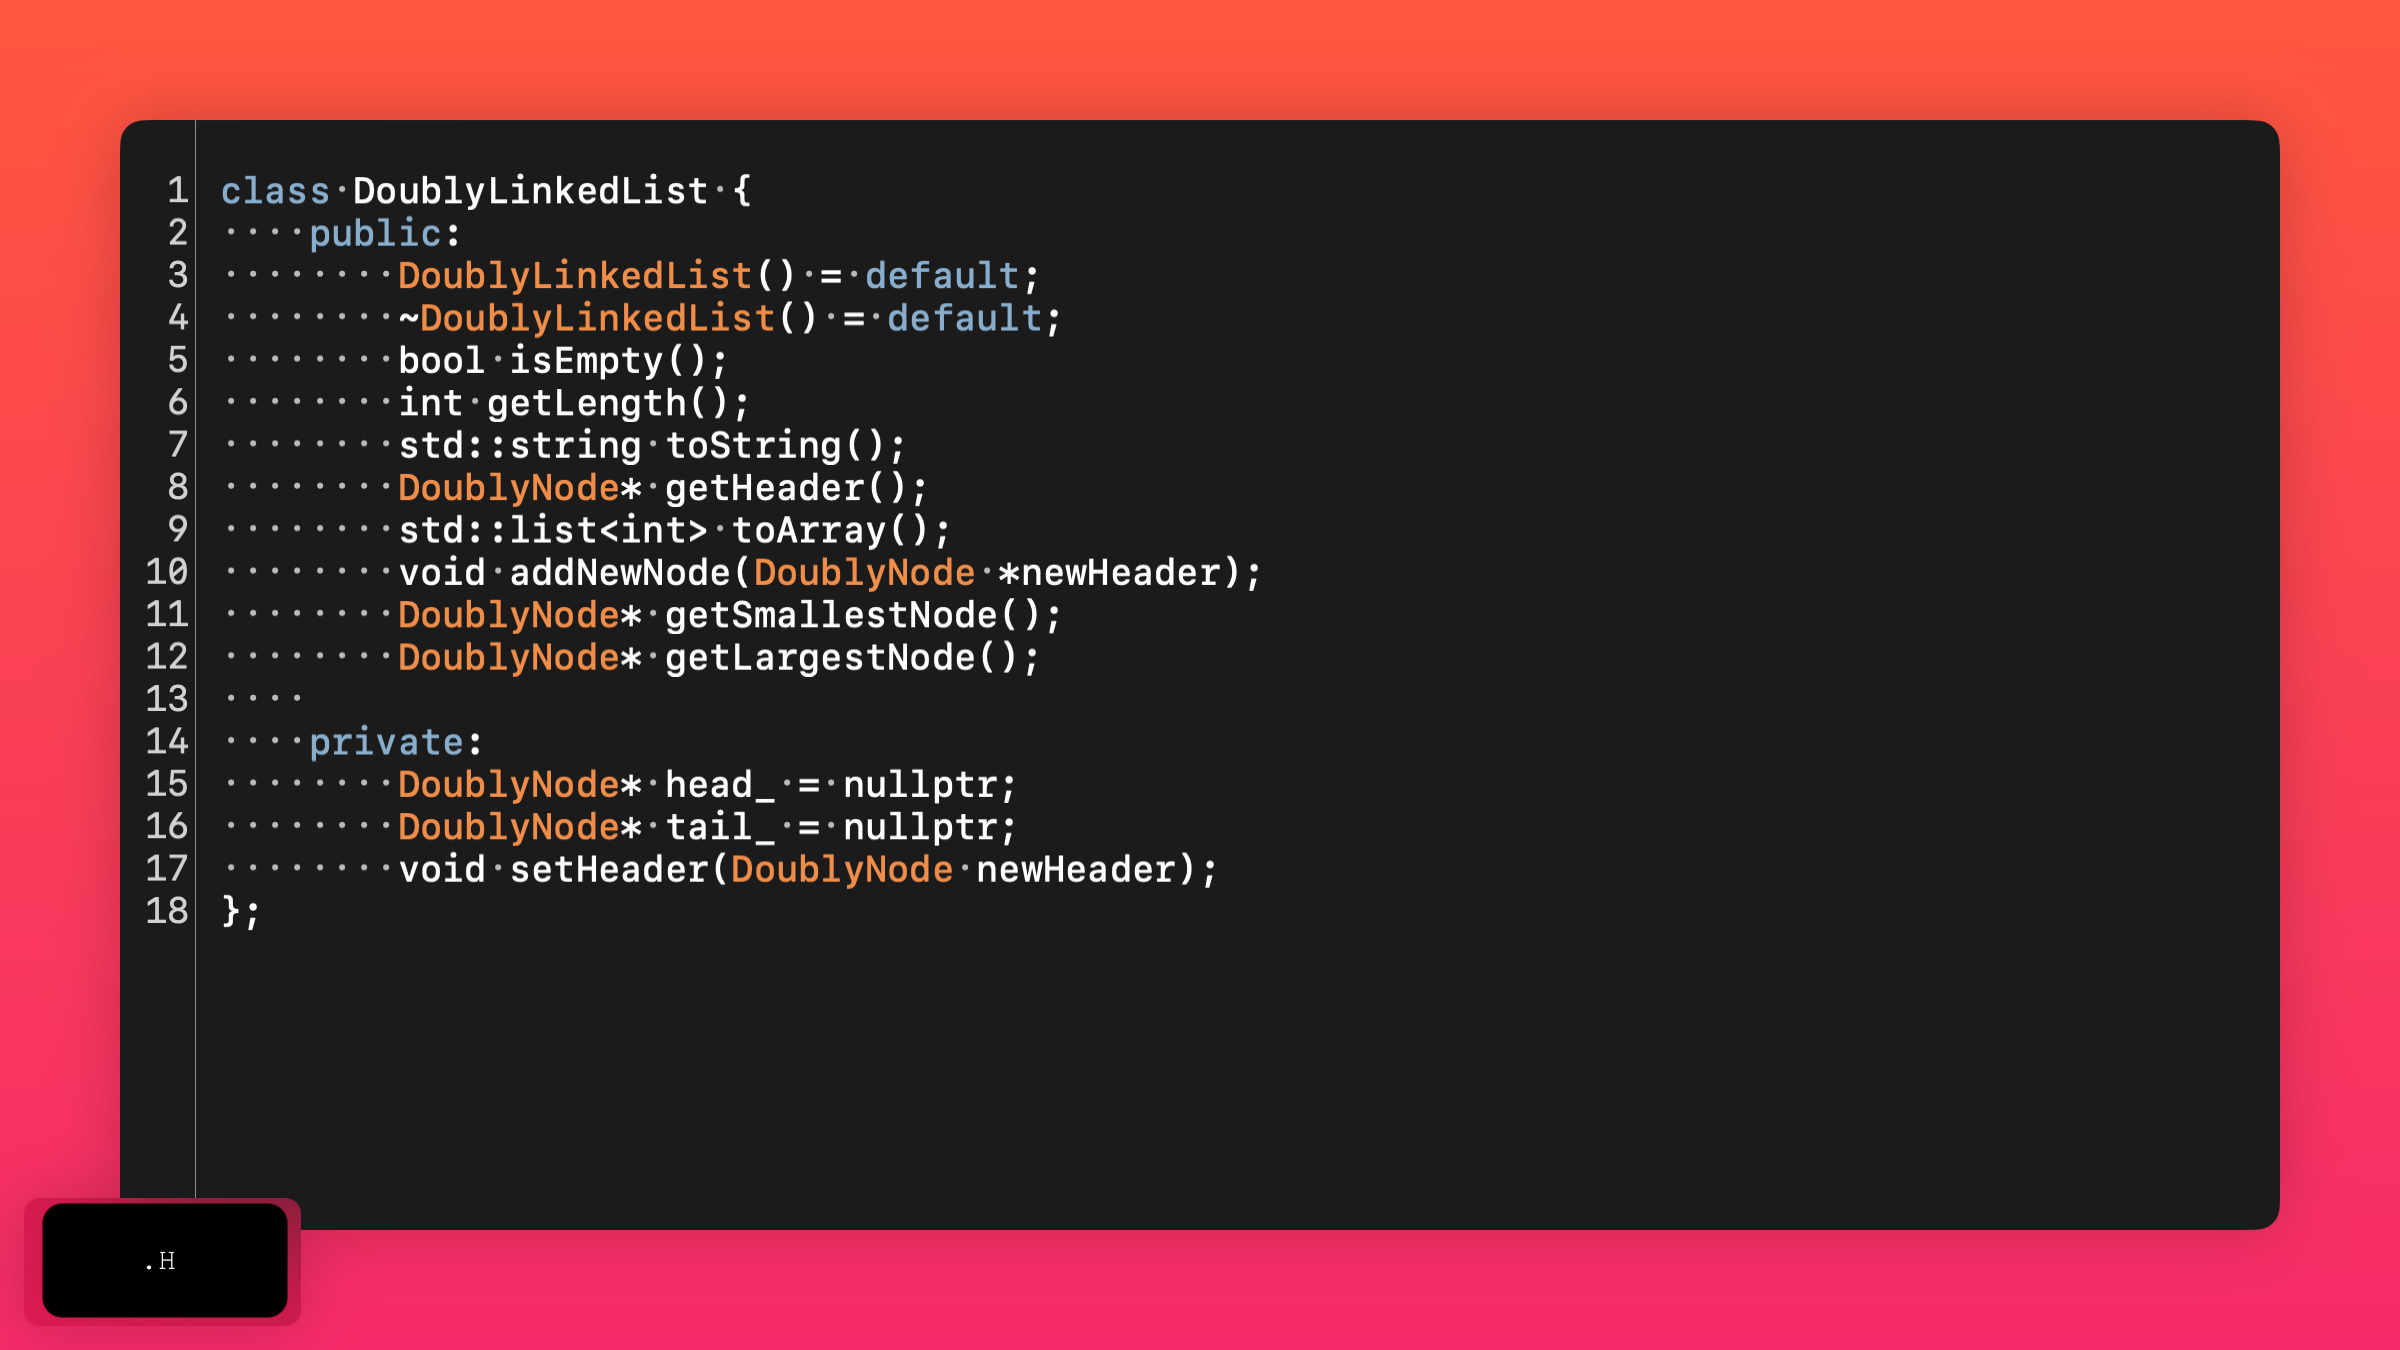 1 class DoublyLinkedList {
2     public:
3         DoublyLinkedList() = default;
4         ~DoublyLinkedList() = default;
5         bool isEmpty();
6         int getLength();
7         std::string toString();
8         DoublyNode* getHeader();
9         std::list<int> toArray();
10         void addNewNode(DoublyNode *newHeader);
11         DoublyNode* getSmallestNode();
12         DoublyNode* getLargestNode();
13
14     private:
15         DoublyNode* head_ = nullptr;
16         DoublyNode* tail_ = nullptr;
17         void setHeader(DoublyNode newHeader);
18 };
.H